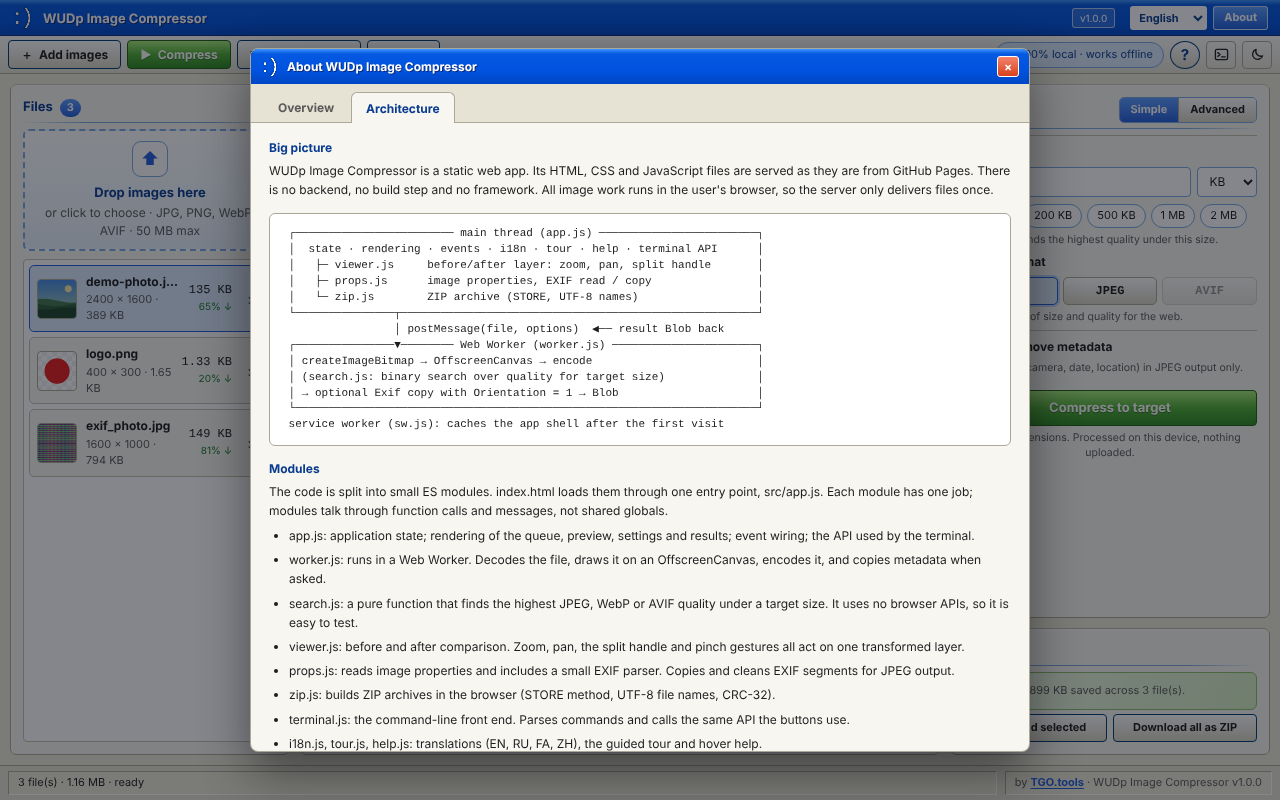 :) WUDp Image Compressor
v1.0.0
English
About
+ Add images
Compress
0% local · works offline
?
Files 3
Drop images here
or click to choose · JPG, PNG, WebP
AVIF · 50 MB max
demo-photo.j...
135 KB
2400 × 1600 ·
389 KB
65% ↓
logo.png
1.33 KB
400 × 300 · 1.65
KB
20% ↓
exif_photo.jpg
149 KB
1600 × 1000 ·
794 KB
81% ↓
:) About WUDp Image Compressor
×
Overview
Architecture
Big picture
WUDp Image Compressor is a static web app. Its HTML, CSS and JavaScript files are served as they are from GitHub Pages. There
is no backend, no build step and no framework. All image work runs in the user's browser, so the server only delivers files once.
┌─────────────────────── main thread (app.js) ───────────────────────┐
│ state · rendering · events · i18n · tour · help · terminal API │
│ ├─ viewer.js before/after layer: zoom, pan, split handle │
│ ├─ props.js image properties, EXIF read / copy │
│ └─ zip.js ZIP archive (STORE, UTF-8 names) │
└───────────────┬──────────────────────────────────────────────────────┘
│ postMessage(file, options) ◀── result Blob back
┌───────────────▼──────── Web Worker (worker.js) ──────────────────────┐
│ createImageBitmap → OffscreenCanvas → encode │
│ (search.js: binary search over quality for target size) │
│ → optional Exif copy with Orientation = 1 → Blob │
└──────────────────────────────────────────────────────────────────────┘
service worker (sw.js): caches the app shell after the first visit
Modules
The code is split into small ES modules. index.html loads them through one entry point, src/app.js. Each module has one job;
modules talk through function calls and messages, not shared globals.
• app.js: application state; rendering of the queue, preview, settings and results; event wiring; the API used by the terminal.
• worker.js: runs in a Web Worker. Decodes the file, draws it on an OffscreenCanvas, encodes it, and copies metadata when
asked.
• search.js: a pure function that finds the highest JPEG, WebP or AVIF quality under a target size. It uses no browser APIs, so it is
easy to test.
• viewer.js: before and after comparison. Zoom, pan, the split handle and pinch gestures all act on one transformed layer.
• props.js: reads image properties and includes a small EXIF parser. Copies and cleans EXIF segments for JPEG output.
• zip.js: builds ZIP archives in the browser (STORE method, UTF-8 file names, CRC-32).
• terminal.js: the command-line front end. Parses commands and calls the same API the buttons use.
• i18n.js, tour.js, help.js: translations (EN, RU, FA, ZH), the guided tour and hover help.
Simple
Advanced
KB
200 KB
500 KB
1 MB
2 MB
nds the highest quality under this size.
nat
JPEG
AVIF
of size and quality for the web.
nove metadata
camera, date, location) in JPEG output only.
Compress to target
ensions. Processed on this device, nothing
uploaded.
899 KB saved across 3 file(s).
d selected
Download all as ZIP
3 file(s) · 1.16 MB · ready
by TGO.tools · WUDp Image Compressor v1.0.0